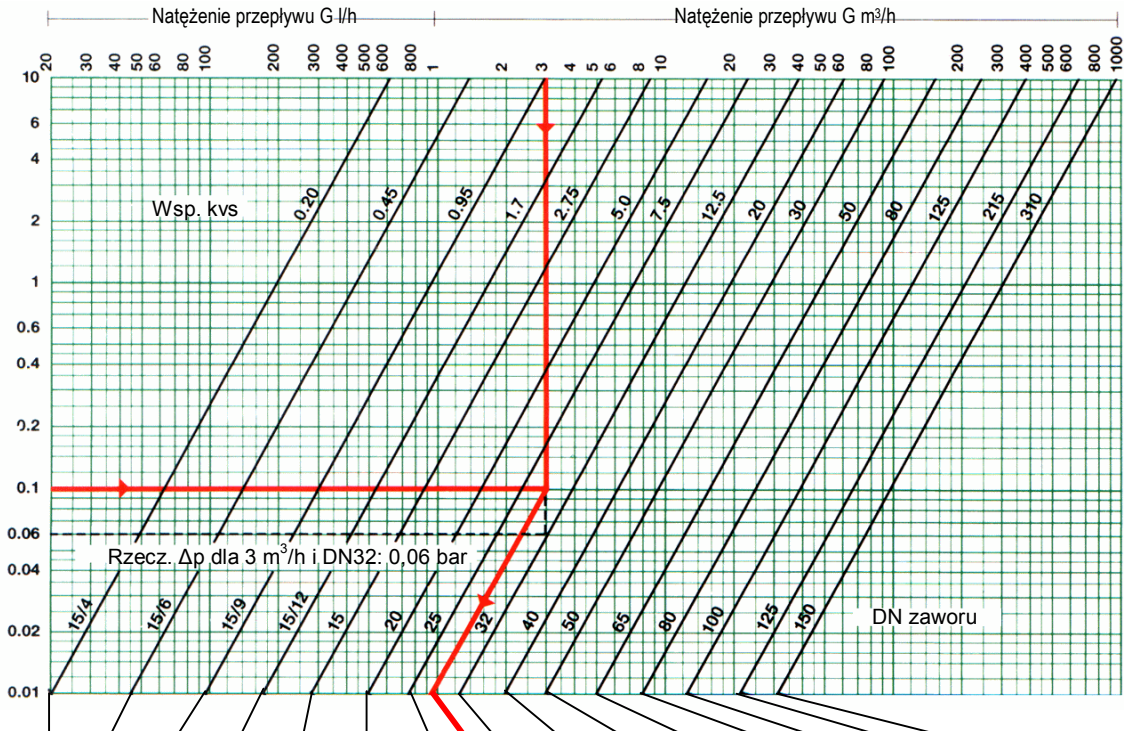 Natężenie przepływu G l/h Natężenie przepływu G m³/h
20 30 40 50 60 80 100 200 300 400 500 600 800 1 2 3 4 5 6 8 10 20 30 40 50 60 80 100 200 300 400 500 600 800 1000
10
6
4
Wsp. kvs 0.20 0.45 0.95 1.7 2.75 5.0 7.5 12.5 20 30 50 80 125 215 310
2
1
0.6
0.4
0.2
0.1
0.06
Rzecz. Δp dla 3 m³/h i DN32: 0,06 bar
0.04
15/4 15/6 15/9 15/12 15 20 25 32 40 50 65 80 100 125 150 DN zaworu
0.02
0.01